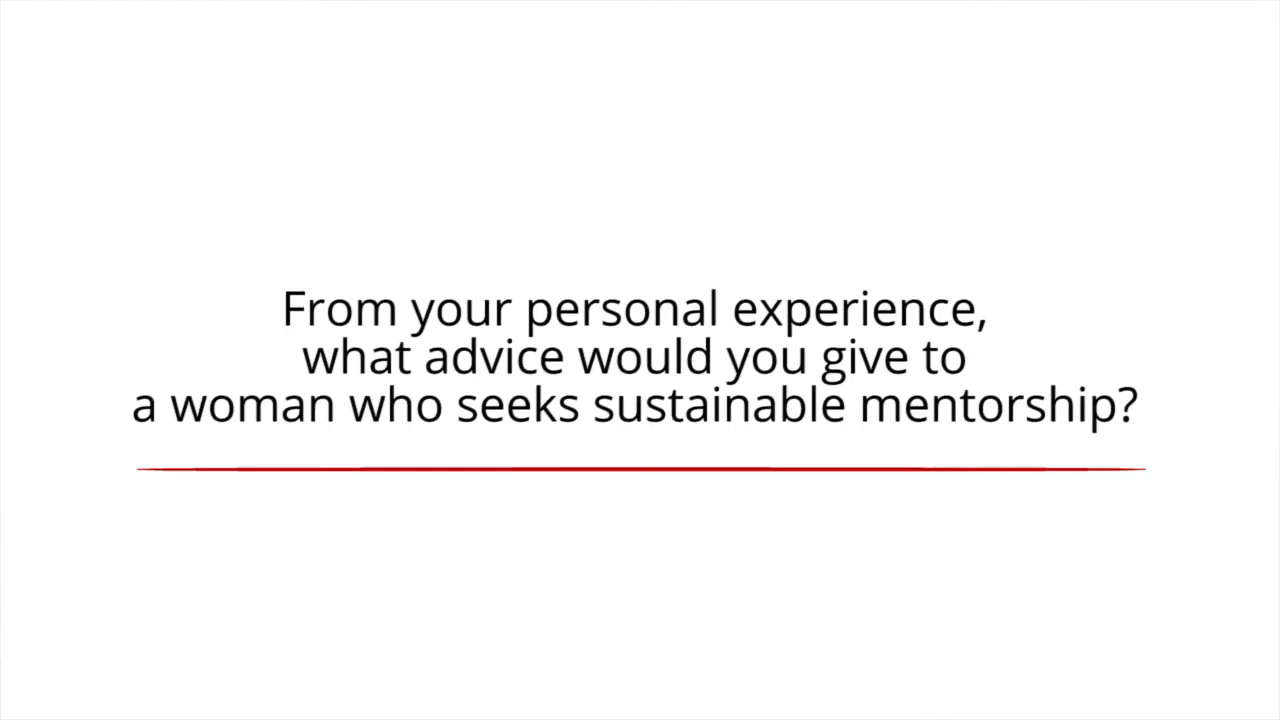 From your personal experience,
what advice would you give to
a woman who seeks sustainable mentorship?